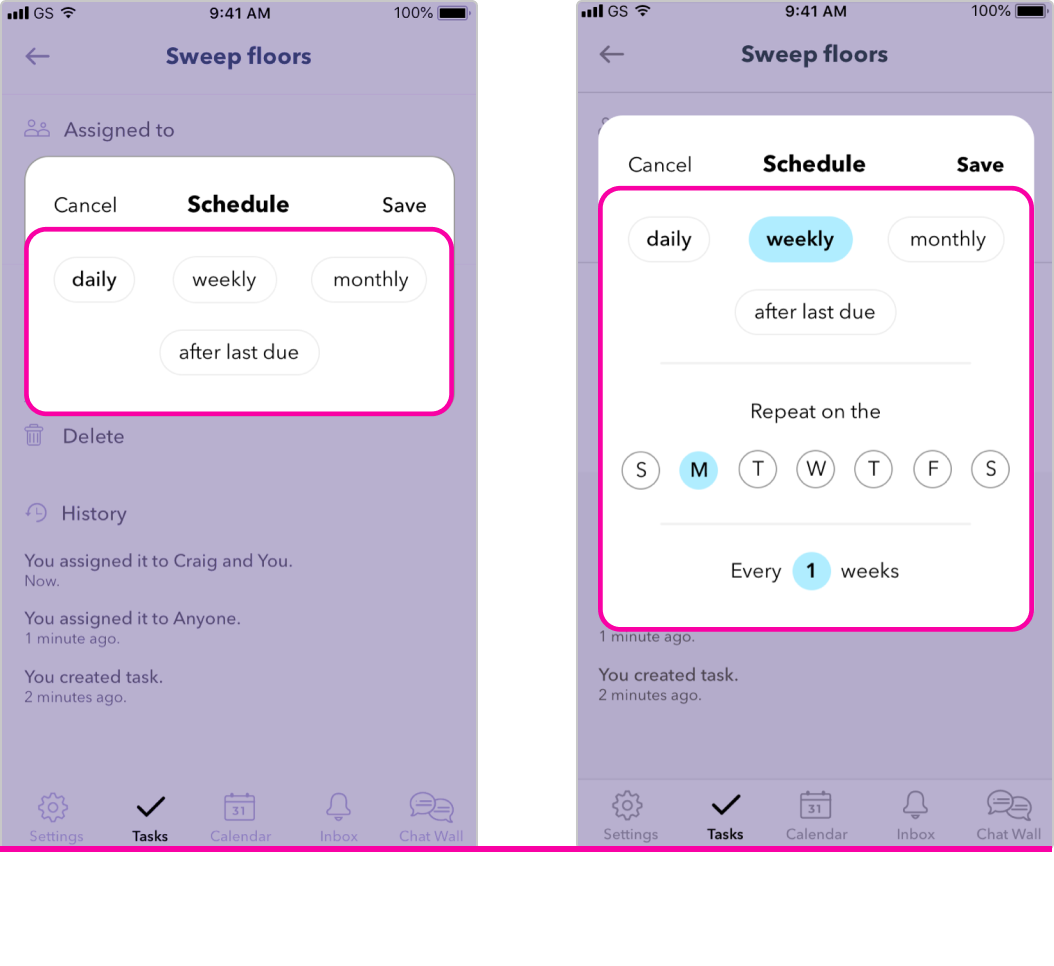 GS 9:41 AM 100%
Sweep floors
Assigned to
Cancel Schedule Save
daily weekly monthly
after last due
Delete
History
You assigned it to Craig and You.
Now.
You assigned it to Anyone.
1 minute ago.
You created task.
2 minutes ago.
31
Settings Tasks Calendar Inbox Chat Wall
GS 9:41 AM 100%
Sweep floors
Cancel Schedule Save
daily weekly monthly
after last due
Repeat on the
S M T W T F S
Every 1 weeks
1 minute ago.
You created task.
2 minutes ago.
31
Settings Tasks Calendar Inbox Chat Wall